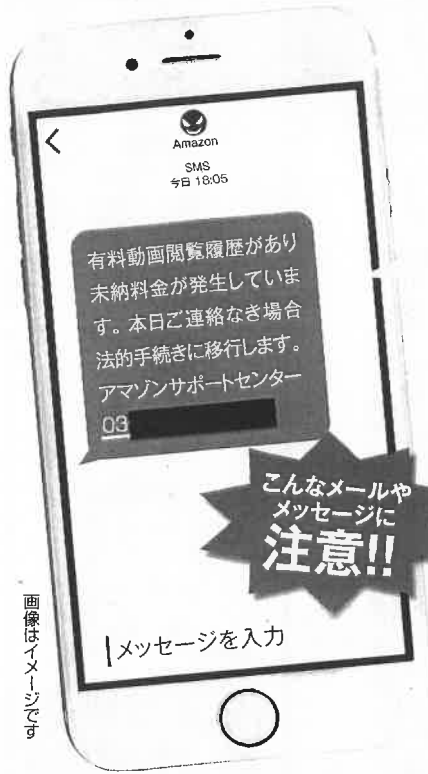 Amazon
SMS
今日 18:05
有料動画閲覧履歴があり
未納料金が発生していま
す。本日ご連絡なき場合
法的手続きに移行します。
アマゾンサポートセンター
03
こんなメールや
メッセージに
注意!!
メッセージを入力
画像はイメージです